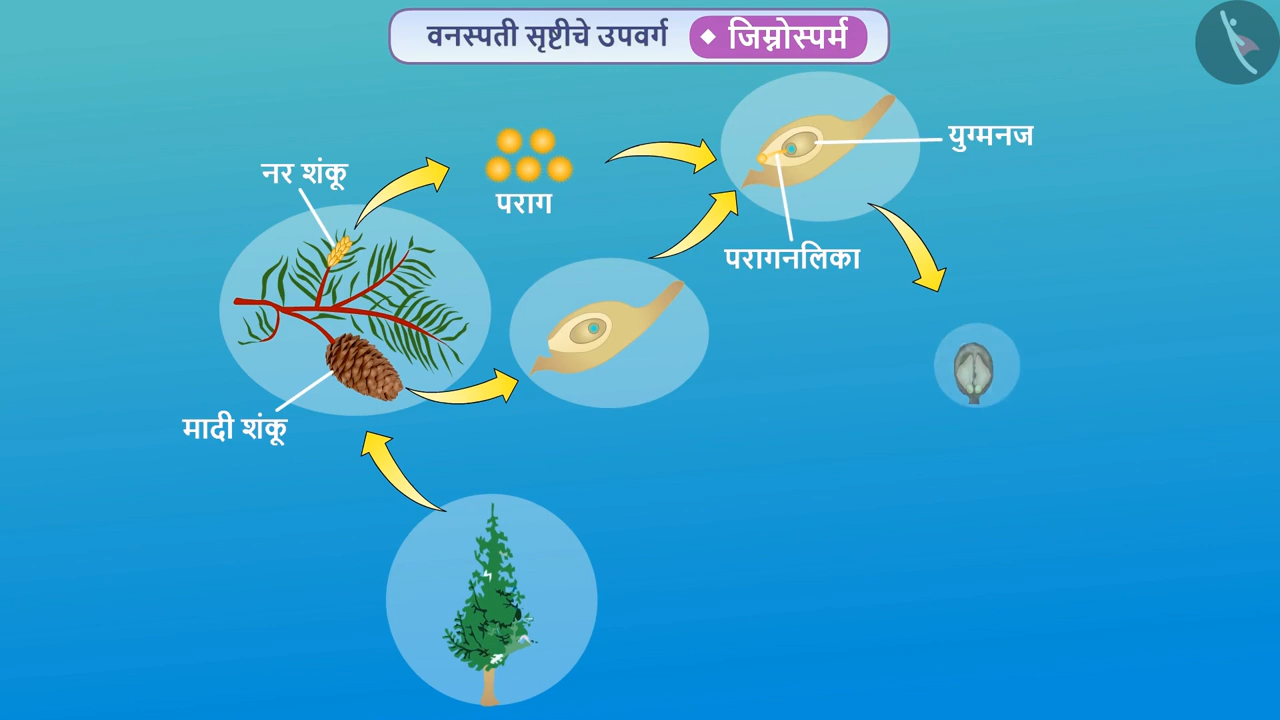 वनस्पती सृष्टीचे उपवर्ग
जिम्नोस्पर्म
नर शंकू
पराग
युग्मनज
परागनलिका
मादी शंकू